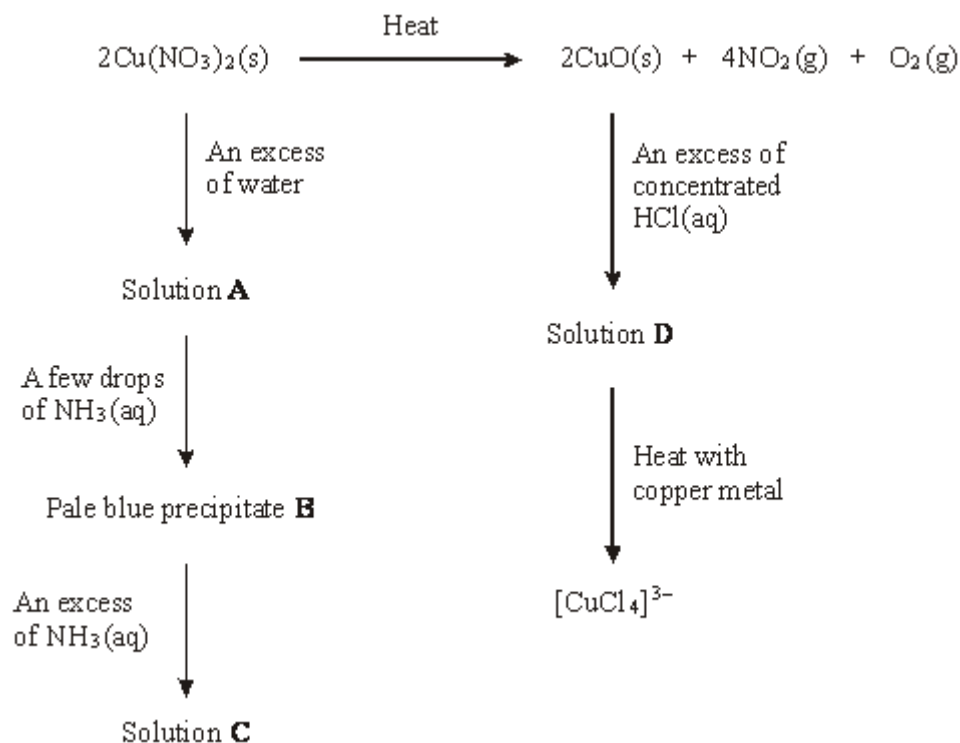 Heat
2Cu(NO₃)₂(s)
2CuO(s) + 4NO₂(g) + O₂(g)
An excess
of water
An excess of
concentrated
HCl(aq)
Solution A
Solution D
A few drops
of NH₃(aq)
Heat with
copper metal
Pale blue precipitate B
An excess
of NH₃(aq)
[CuCl₄]³⁻
Solution C